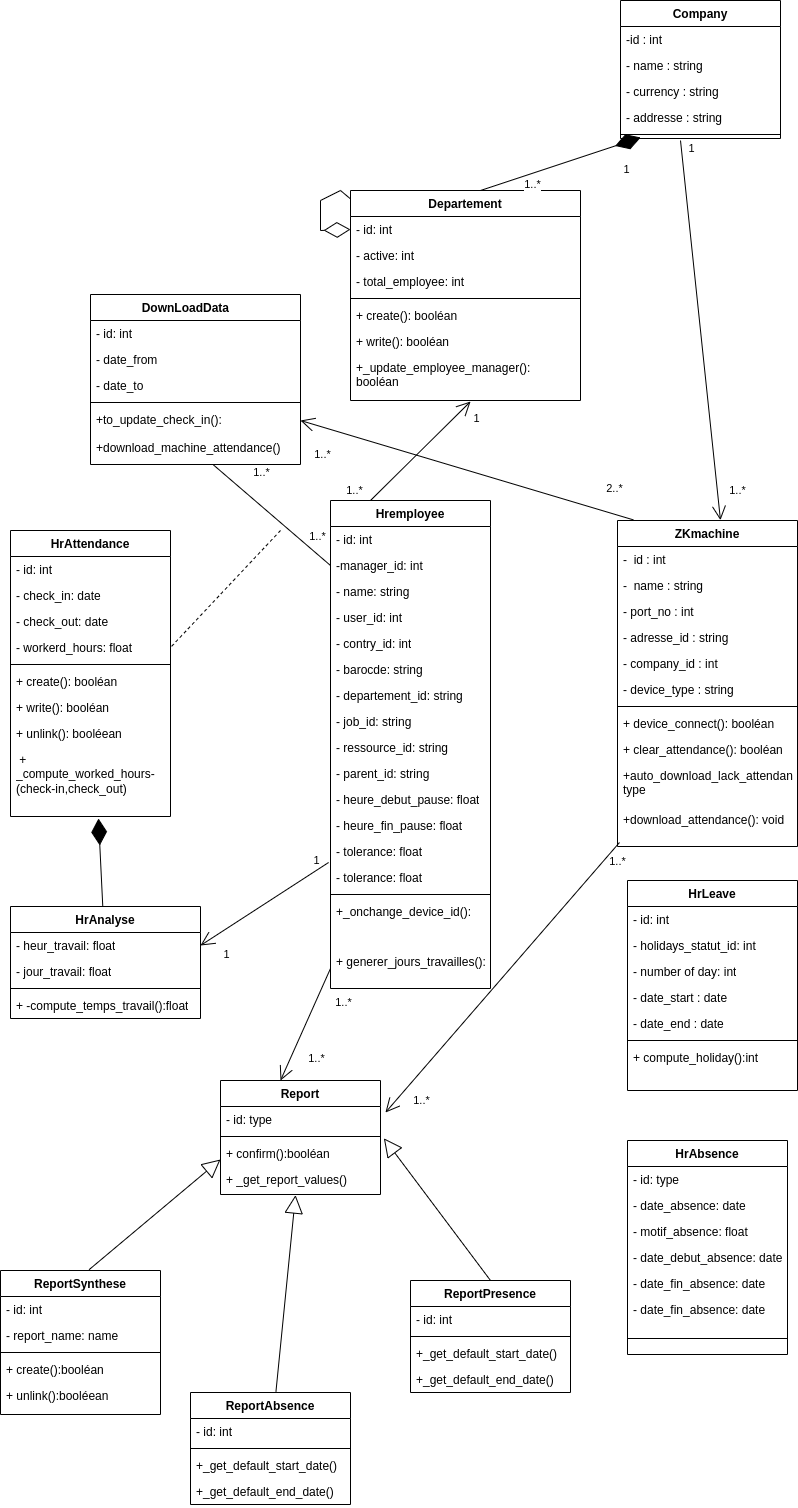 Company
-id : int
- name : string
- currency : string
- addresse : string
1
1
1..*
Departement
- id: int
- active: int
- total_employee: int
+ create(): booléan
+ write(): booléan
+_update_employee_manager():
booléan
DownLoadData
- id: int
- date_from
- date_to
+to_update_check_in():
+download_machine_attendance()
1
1..*
1..*
1..*
2..*
1..*
1..*
HrAttendance
- id: int
- check_in: date
- check_out: date
- workerd_hours: float
+ create(): booléan
+ write(): booléan
+ unlink(): booléean
+
_compute_worked_hours-
(check-in,check_out)
Hremployee
- id: int
-manager_id: int
- name: string
- user_id: int
- contry_id: int
- barocde: string
- departement_id: string
- job_id: string
- ressource_id: string
- parent_id: string
- heure_debut_pause: float
- heure_fin_pause: float
- tolerance: float
- tolerance: float
+_onchange_device_id():
+ generer_jours_travailles():
ZKmachine
- id : int
- name : string
- port_no : int
- adresse_id : string
- company_id : int
- device_type : string
+ device_connect(): booléan
+ clear_attendance(): booléan
+auto_download_lack_attendan
type
+download_attendance(): void
1
1..*
HrAnalyse
- heur_travail: float
- jour_travail: float
+ -compute_temps_travail():float
1
HrLeave
- id: int
- holidays_statut_id: int
- number of day: int
- date_start : date
- date_end : date
+ compute_holiday():int
1..*
1..*
1..*
Report
- id: type
+ confirm():booléan
+ _get_report_values()
HrAbsence
- id: type
- date_absence: date
- motif_absence: float
- date_debut_absence: date
- date_fin_absence: date
- date_fin_absence: date
ReportSynthese
- id: int
- report_name: name
+ create():booléan
+ unlink():booléean
ReportPresence
- id: int
+_get_default_start_date()
+_get_default_end_date()
ReportAbsence
- id: int
+_get_default_start_date()
+_get_default_end_date()